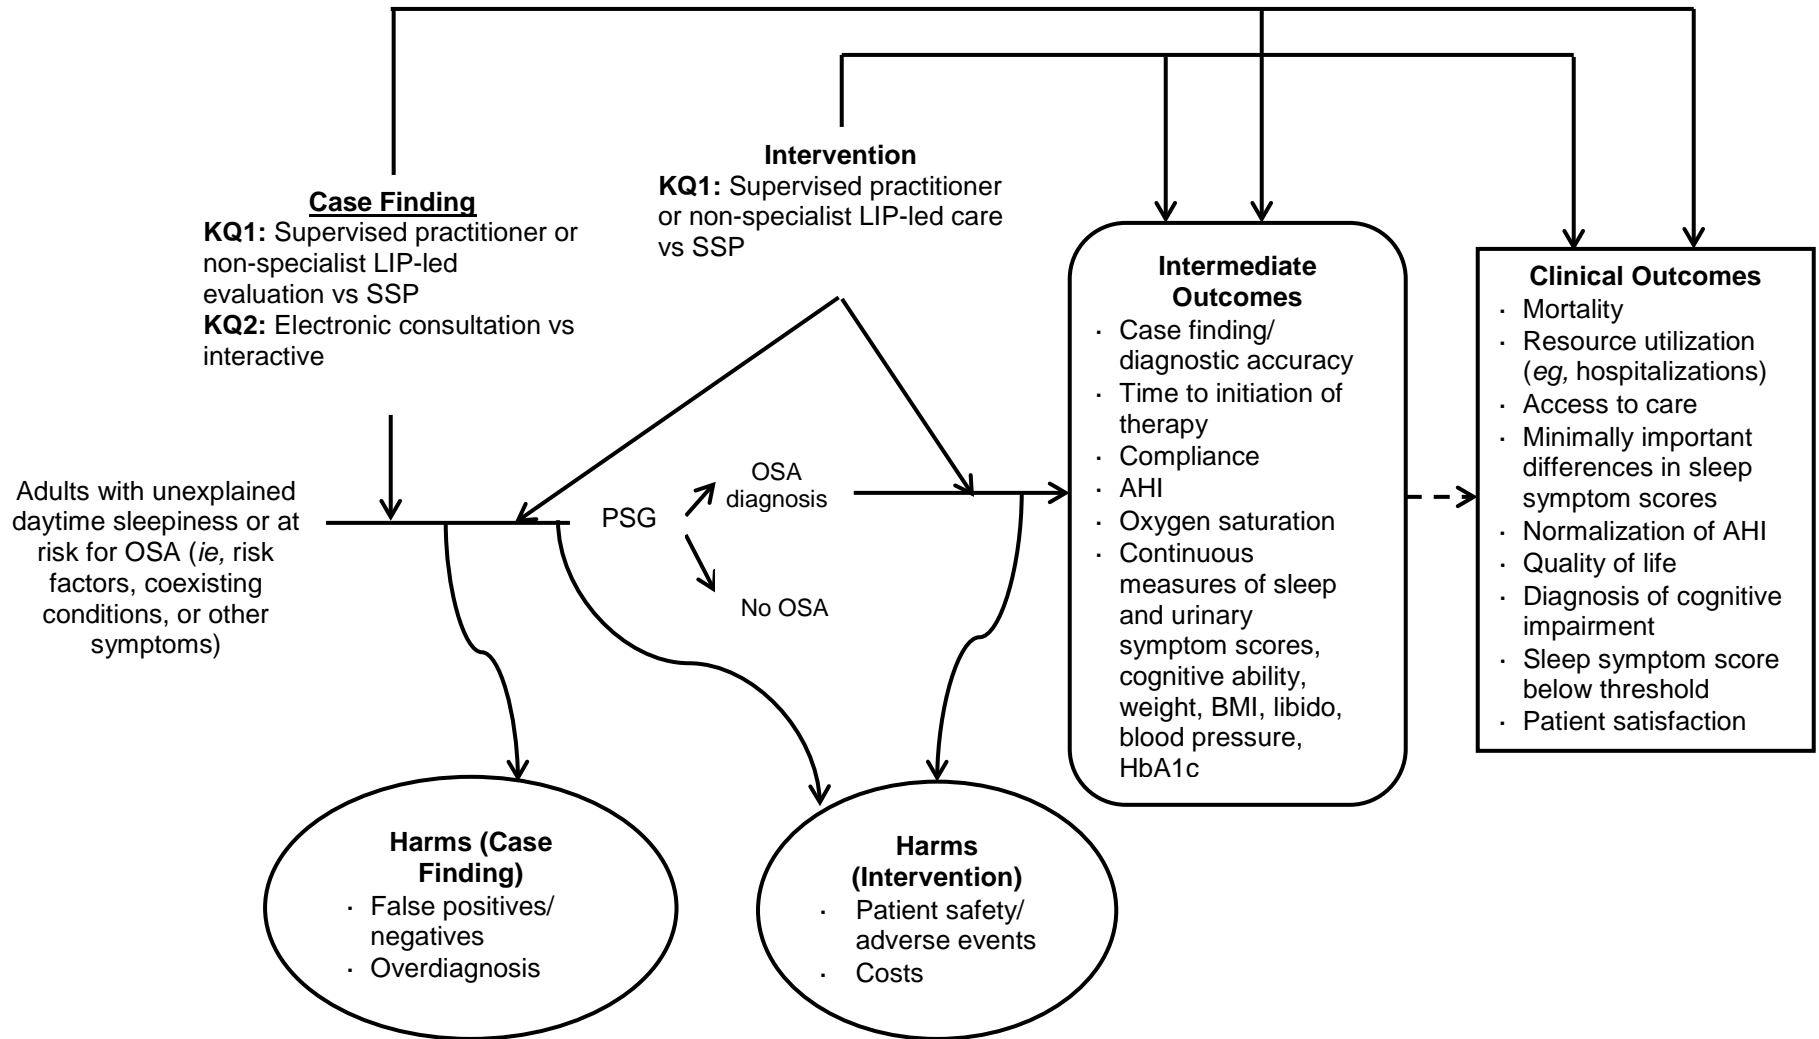 Case Finding
KQ1: Supervised practitioner or
non-specialist LIP-led
evaluation vs SSP
KQ2: Electronic consultation vs
interactive
Intervention
KQ1: Supervised practitioner
or non-specialist LIP-led care
vs SSP
Adults with unexplained
daytime sleepiness or at
risk for OSA (ie, risk
factors, coexisting
conditions, or other
symptoms)
PSG
OSA
diagnosis
No OSA
Intermediate
Outcomes
· Case finding/
diagnostic accuracy
· Time to initiation of
therapy
· Compliance
· AHI
· Oxygen saturation
· Continuous
measures of sleep
and urinary
symptom scores,
cognitive ability,
weight, BMI, libido,
blood pressure,
HbA1c
Clinical Outcomes
· Mortality
· Resource utilization
(eg, hospitalizations)
· Access to care
· Minimally important
differences in sleep
symptom scores
· Normalization of AHI
· Quality of life
· Diagnosis of cognitive
impairment
· Sleep symptom score
below threshold
· Patient satisfaction
Harms (Case
Finding)
· False positives/
negatives
· Overdiagnosis
Harms
(Intervention)
· Patient safety/
adverse events
· Costs